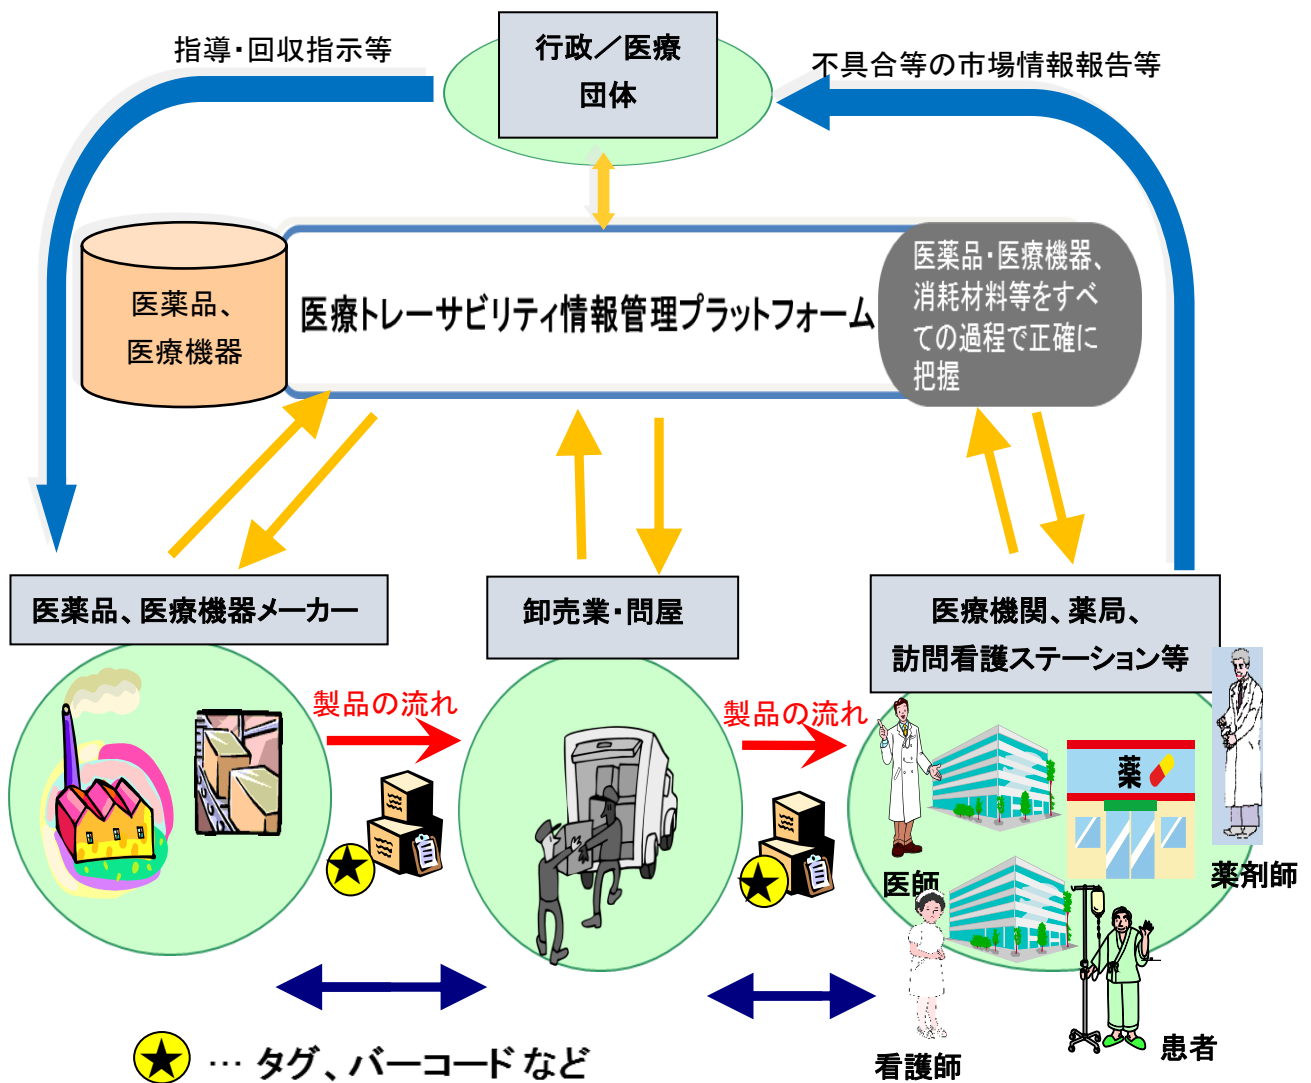 指導・回収指示等
行政／医療
団体
不具合等の市場情報報告等
医薬品、
医療機器
医療トレーサビリティ情報管理プラットフォーム
医薬品・医療機器、
消耗材料等をすべ
ての過程で正確に
把握
医薬品、医療機器メーカー
卸売業・問屋
医療機関、薬局、
訪問看護ステーション等
製品の流れ
製品の流れ
薬
医師
薬剤師
看護師
患者
… タグ、バーコードなど